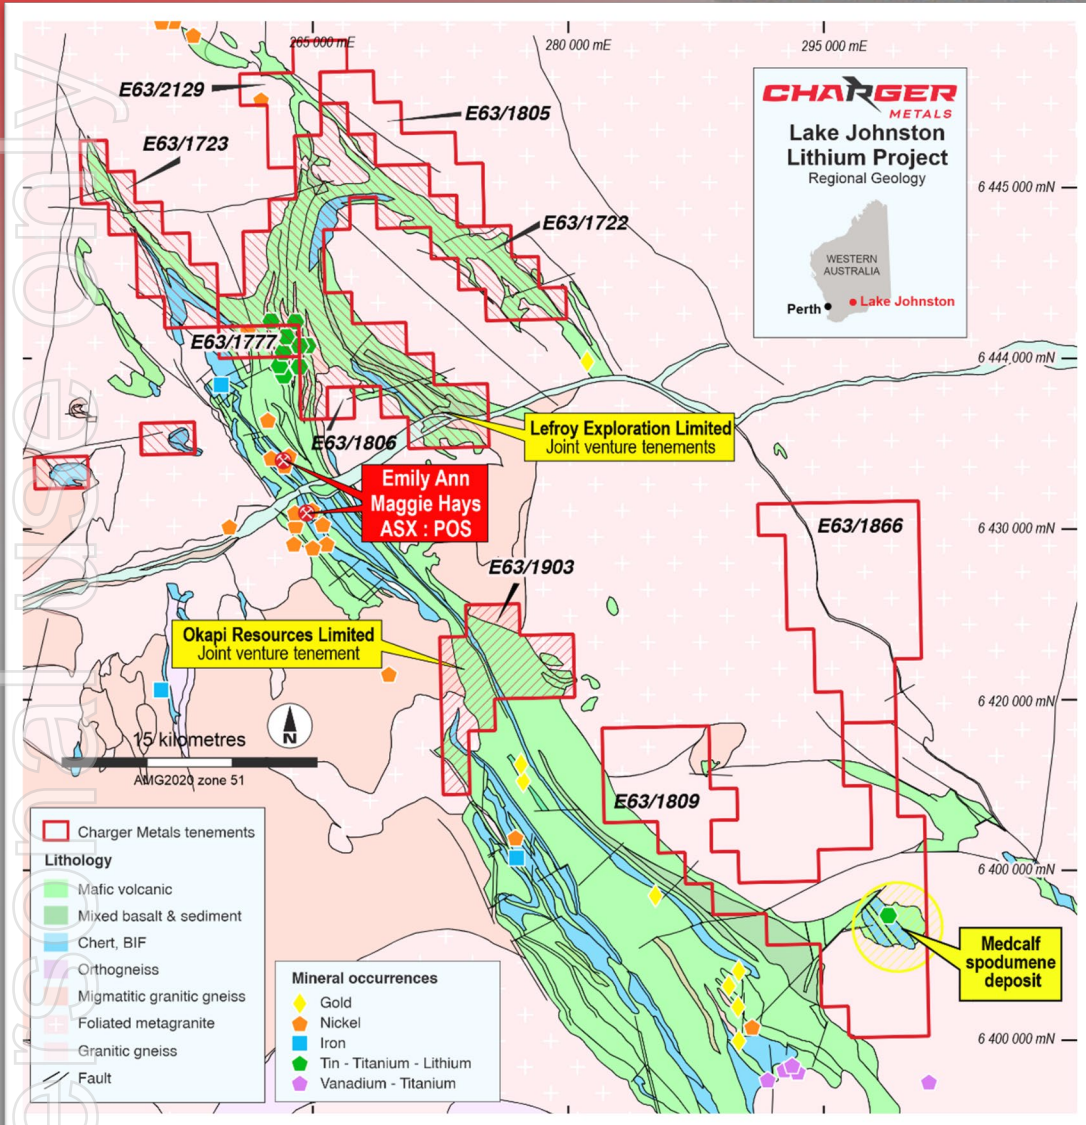 265 000 mE
280 000 mE
295 000 mE
E63/2129
E63/1805
E63/1723
E63/1722
CHARGER
METALS
Lake Johnston
Lithium Project
Regional Geology
WESTERN
AUSTRALIA
Perth
Lake Johnston
6 445 000 mN
E63/1777
6 444 000 mN
E63/1806
Lefroy Exploration Limited
Joint venture tenements
Emily Ann
Maggie Hays
ASX : POS
E63/1866
6 430 000 mN
E63/1903
Okapi Resources Limited
Joint venture tenement
6 420 000 mN
15 kilometres
N
AMG2020 zone 51
E63/1809
6 400 000 mN
Medcalf
spodumene
deposit
6 400 000 mN
Charger Metals tenements
Lithology
Mafic volcanic
Mixed basalt & sediment
Chert, BIF
Orthogneiss
Migmatitic granitic gneiss
Foliated metagranite
Granitic gneiss
Fault
Mineral occurrences
Gold
Nickel
Iron
Tin - Titanium - Lithium
Vanadium - Titanium
ersonal use only